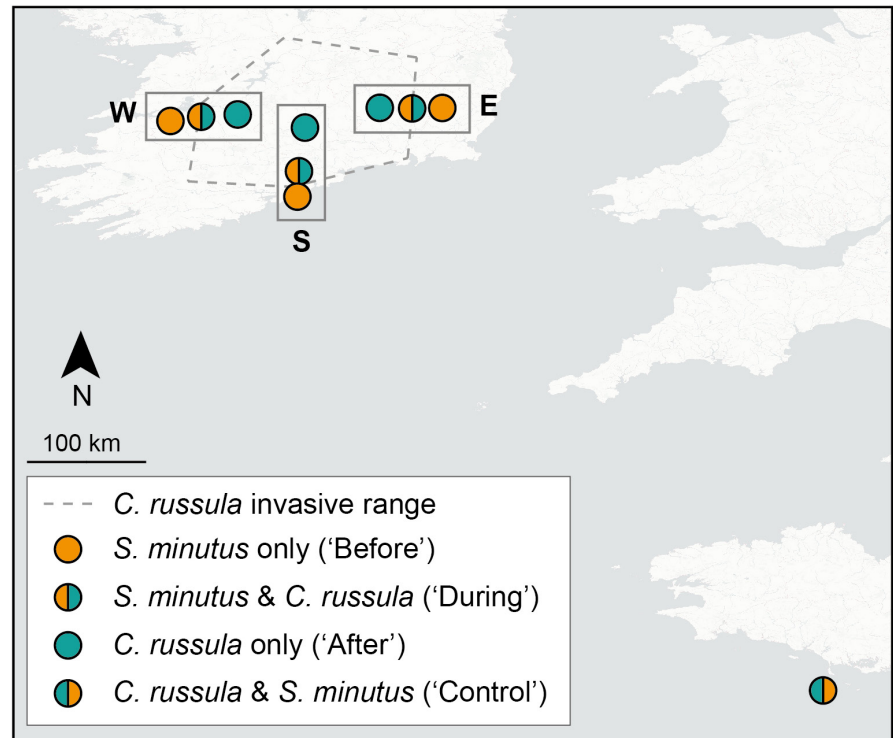 W
E
S
N
100 km
C. russula invasive range
S. minutus only (‘Before’)
S. minutus & C. russula (‘During’)
C. russula only (‘After’)
C. russula & S. minutus (‘Control’)